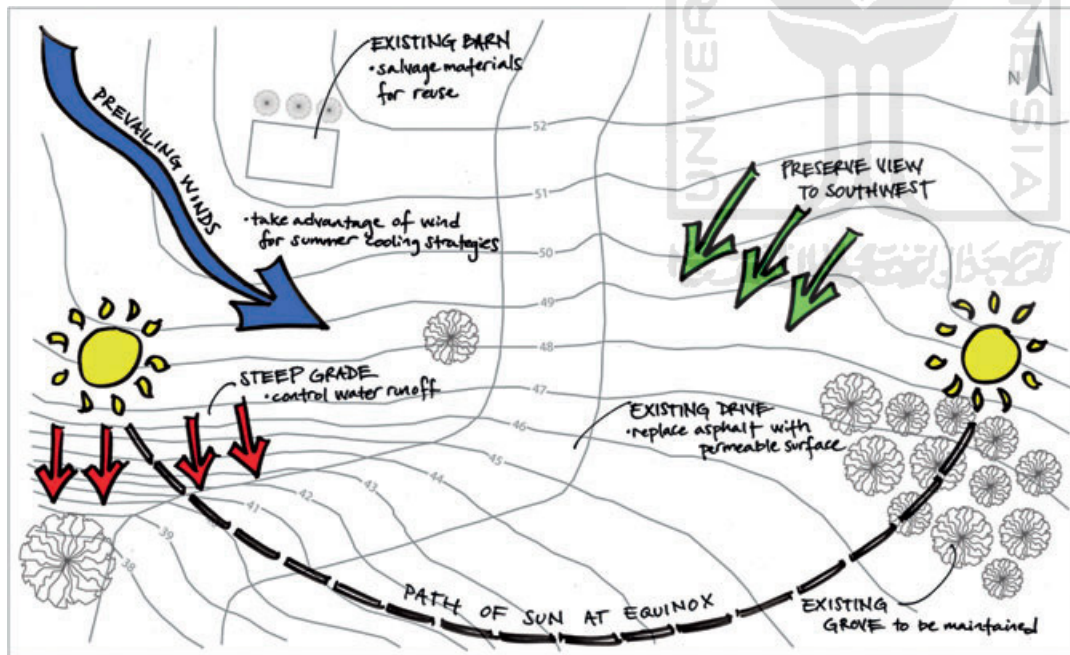 EXISTING BARN
• salvage materials
for reuse
UNIVER
NESIA
N
PREVAILING WINDS
52
51
PRESERVE VIEW
TO SOUTHWEST
• take advantage of wind
for summer cooling strategies
50
49
48
STEEP GRADE
• control water runoff
47
46
EXISTING DRIVE
• replace asphalt with
permeable surface
45
44
43
42
41
39
38
PATH OF SUN AT EQUINOX
EXISTING
GROVE to be maintained